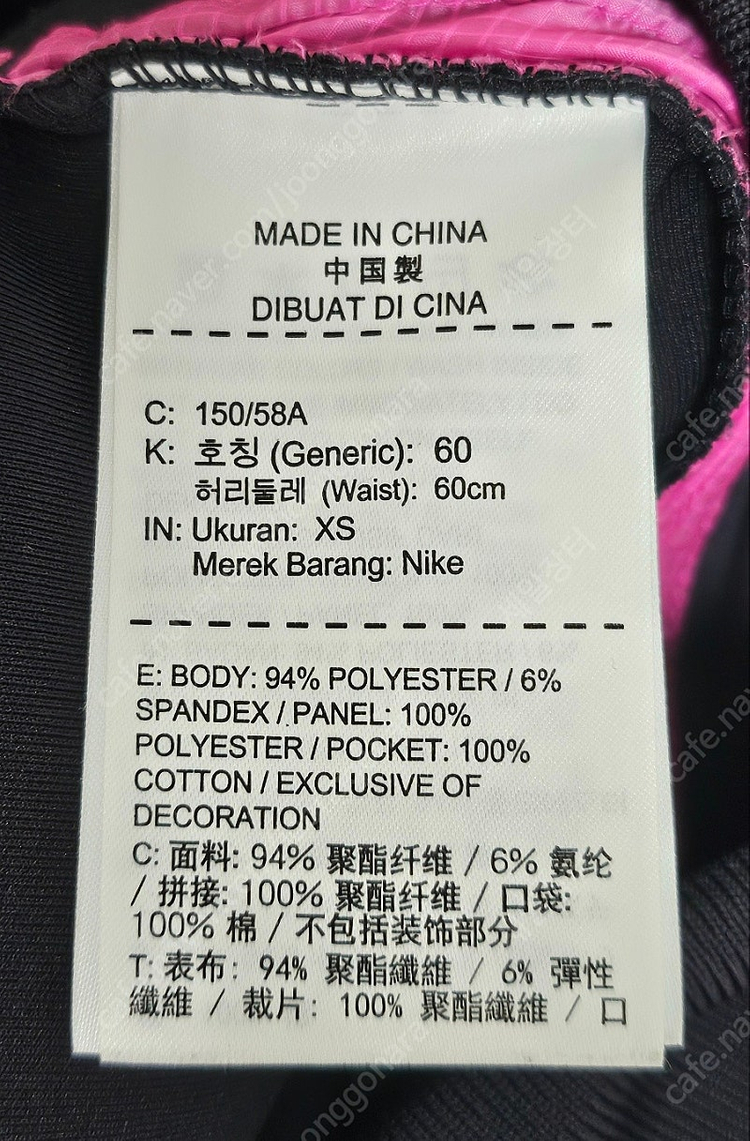 MADE IN CHINA
中国製
DIBUAT DI CINA
C: 150/58A
K: 호칭 (Generic): 60
허리둘레 (Waist): 60cm
IN: Ukuran: XS
Merek Barang: Nike
E: BODY: 94% POLYESTER / 6%
SPANDEX / PANEL: 100%
POLYESTER / POCKET: 100%
COTTON / EXCLUSIVE OF
DECORATION
C: 面料: 94% 聚酯纤维 / 6% 氨纶
/ 拼接: 100% 聚酯纤维 / 口袋:
100% 棉 / 不包括装饰部分
T: 表布: 94% 聚酯纖維 / 6% 彈性
纖維 / 裁片: 100% 聚酯纖維 / 口